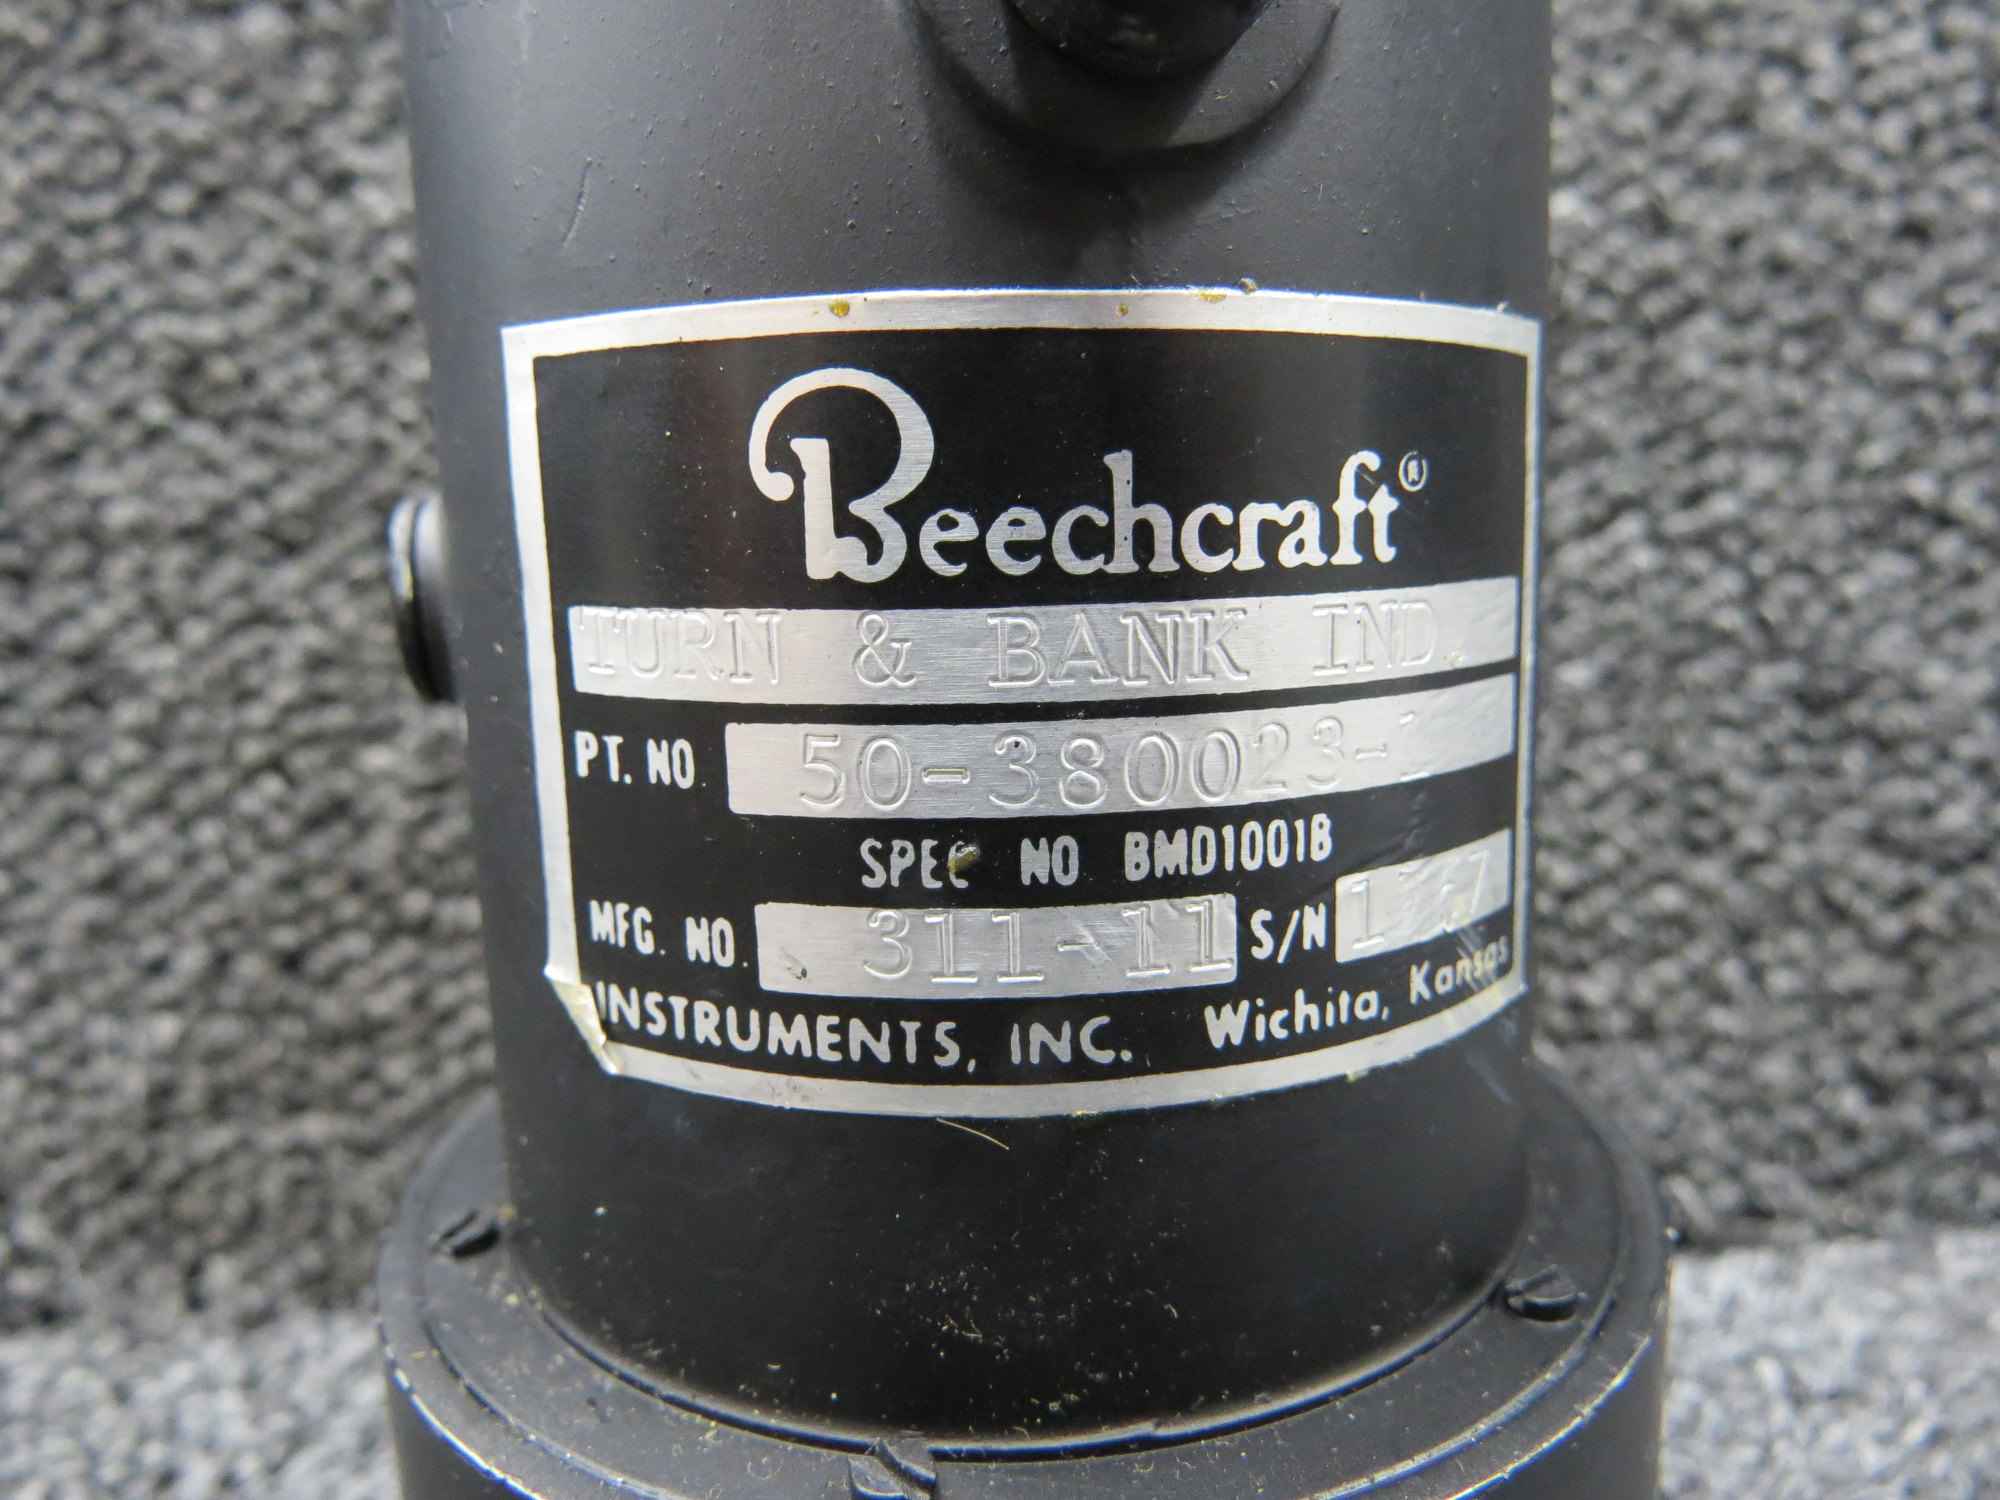 Beechcraft®
TURN & BANK IND.
PT. NO. 50-380023-1
SPEC NO BMD1001B
MFG. NO. 311-11 S/N
INSTRUMENTS, INC. Wichita, Kansas